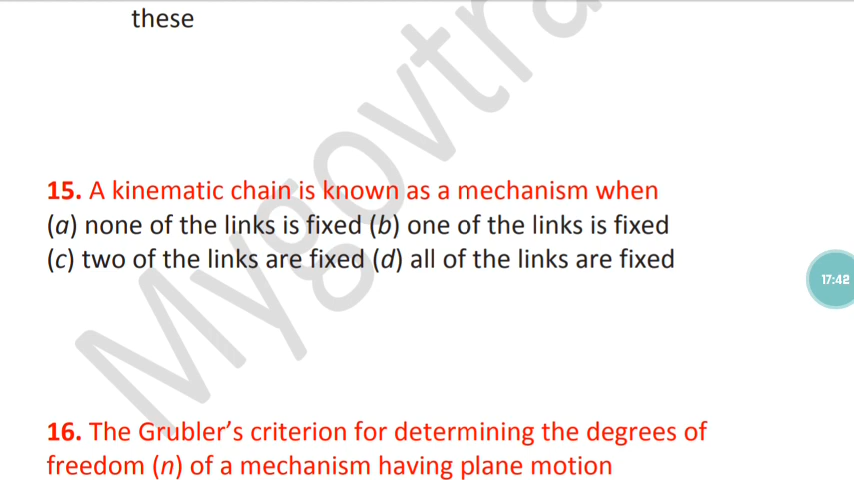 these
15. A kinematic chain is known as a mechanism when
(a) none of the links is fixed (b) one of the links is fixed
(c) two of the links are fixed (d) all of the links are fixed
17:42
16. The Grubler's criterion for determining the degrees of
freedom (n) of a mechanism having plane motion
Mygovtra